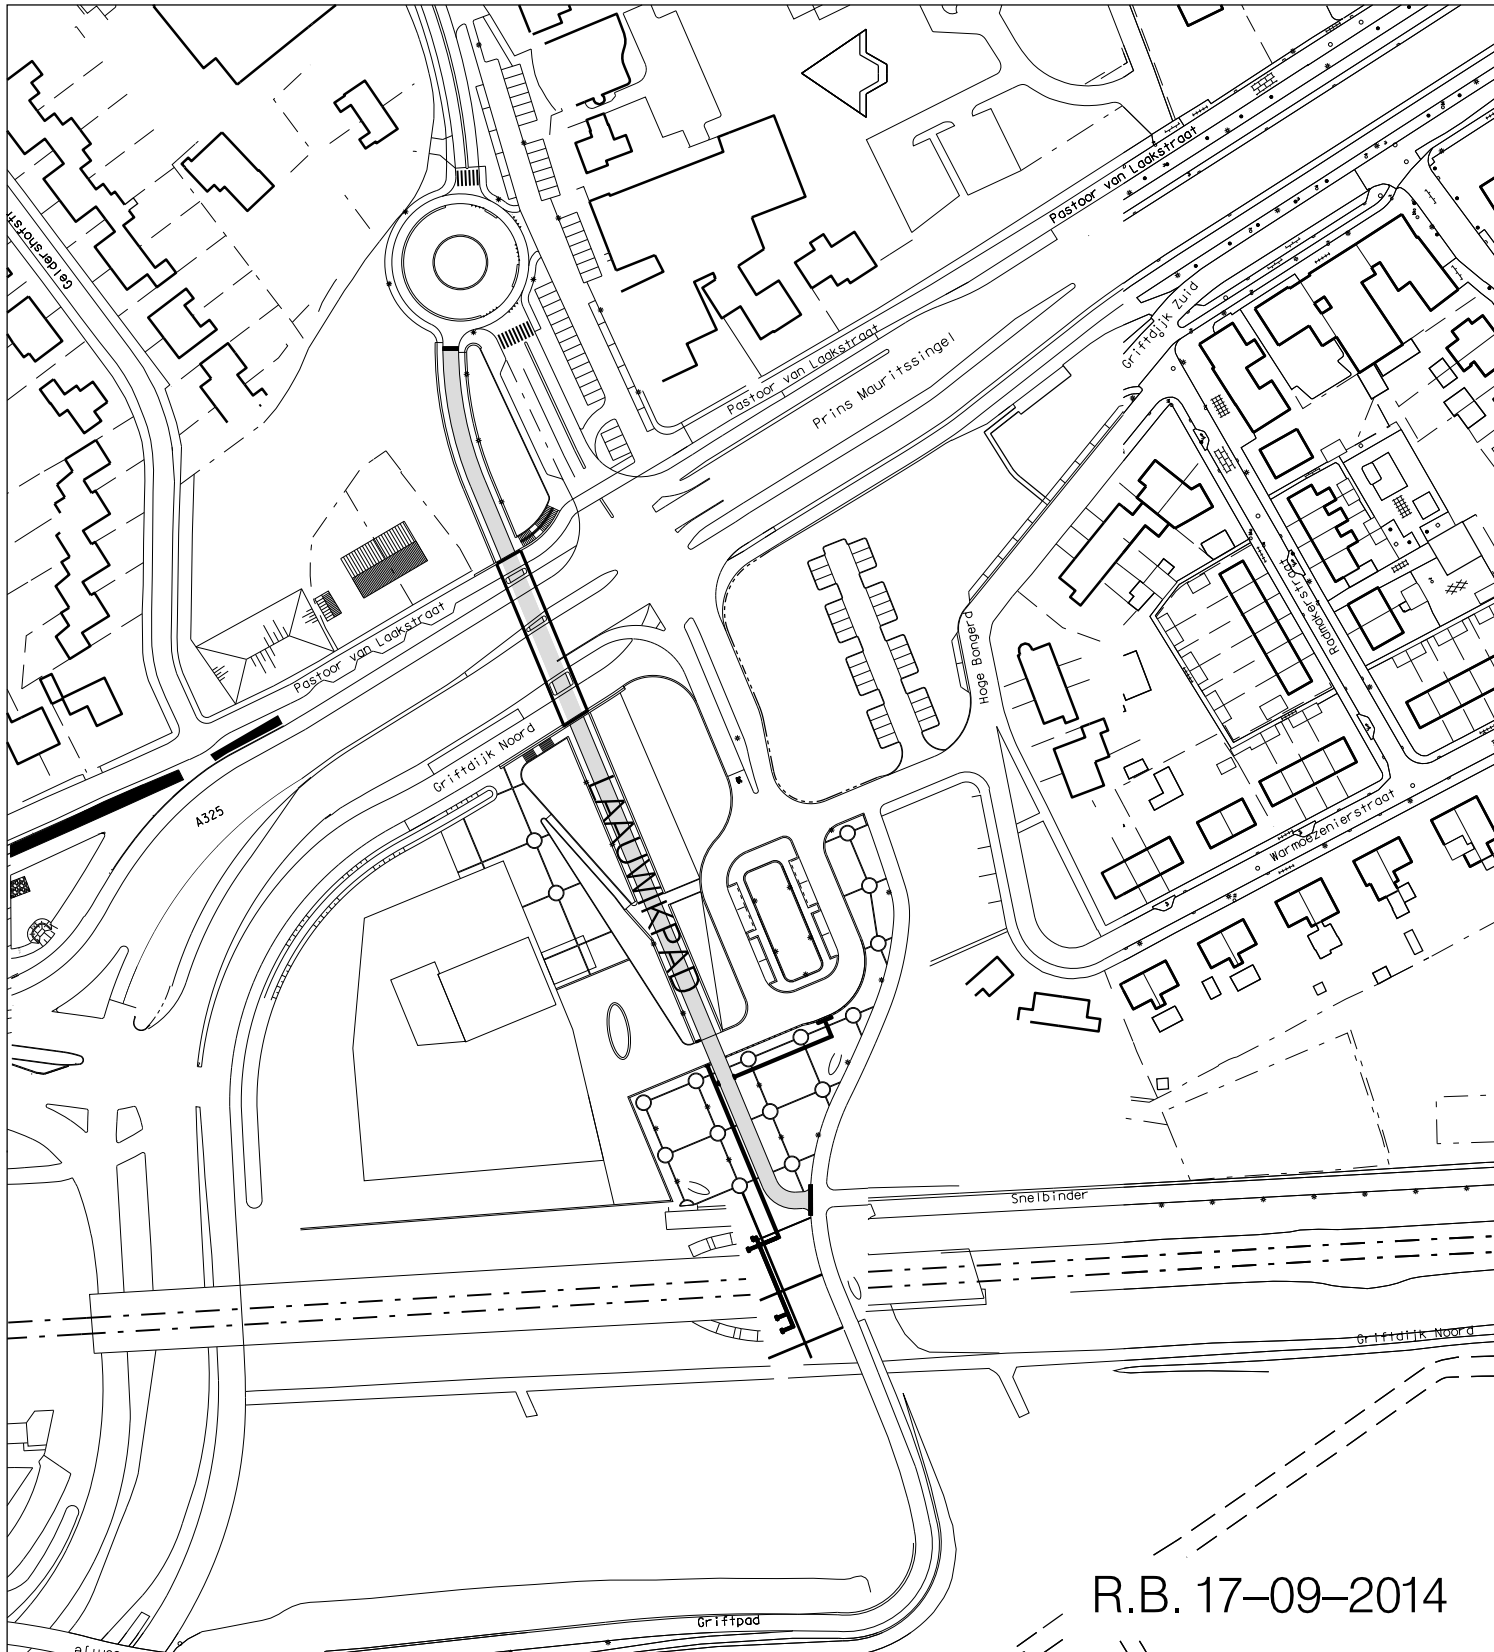 Pastoor van Laakstraat
Geldershofstr
Griftdijk Zuid
Pastoor van Laakstraat
Prins Mauritssingel
Pastoor van Laakstraat
Hoge Bongerd
Radmakerstraat
Griftdijk Noord
A325
LAAUWIKPAD
Warmoezenierstraat
Snelbinder
Griftdijk Noord
R.B. 17-09-2014
Griftpad